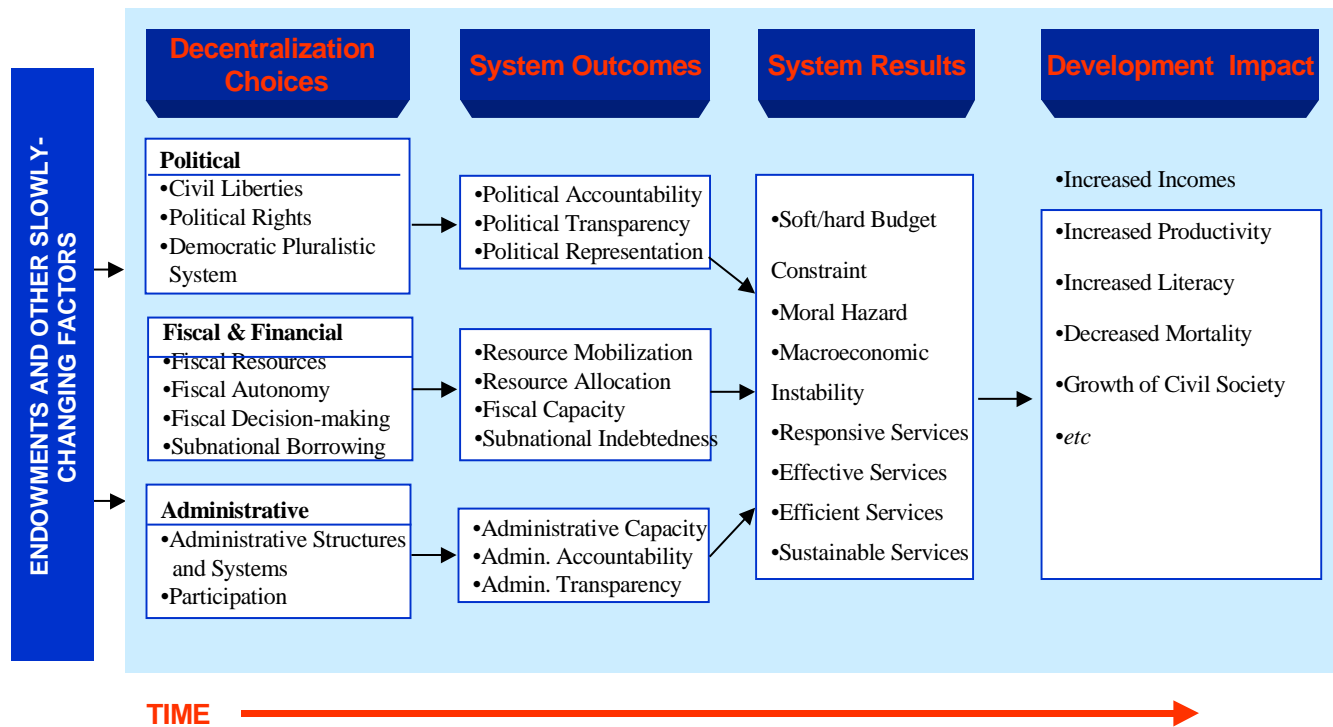 ENDOWMENTS AND OTHER SLOWLY-
CHANGING FACTORS
Decentralization
Choices
Political
•Civil Liberties
•Political Rights
•Democratic Pluralistic
System
Fiscal & Financial
•Fiscal Resources
•Fiscal Autonomy
•Fiscal Decision-making
•Subnational Borrowing
Administrative
•Administrative Structures
and Systems
•Participation
System Outcomes
•Political Accountability
•Political Transparency
•Political Representation
•Resource Mobilization
•Resource Allocation
•Fiscal Capacity
•Subnational Indebtedness
•Administrative Capacity
•Admin. Accountability
•Admin. Transparency
System Results
•Soft/hard Budget
Constraint
•Moral Hazard
•Macroeconomic
Instability
•Responsive Services
•Effective Services
•Efficient Services
•Sustainable Services
Development Impact
•Increased Incomes
•Increased Productivity
•Increased Literacy
•Decreased Mortality
•Growth of Civil Society
•etc
TIME